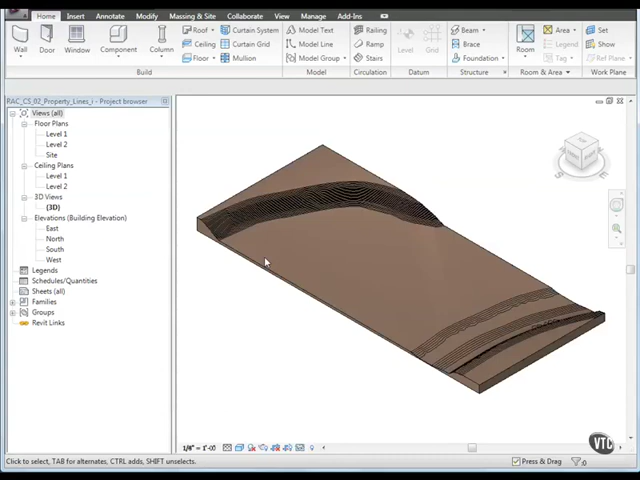 Home Insert Annotate Modify Massing & Site Collaborate View Manage Add-Ins
Wall Door Window Component Column
Roof Curtain System
Ceiling Curtain Grid
Floor Mullion
Build
Model Text
Model Line
Model Group
Model
Railing
Ramp
Stairs
Circulation
Level Grid
Datum
Beam
Brace
Foundation
Structure
Room
Area
Legend
Tag
Room & Area
Set
Show
Ref Plane
Work Plane
RAC_CS_02_Property_Lines_i - Project browser
Views (all)
Floor Plans
Level 1
Level 2
Site
Ceiling Plans
Level 1
Level 2
3D Views
{3D}
Elevations (Building Elevation)
East
North
South
West
Legends
Schedules/Quantities
Sheets (all)
Families
Groups
Revit Links
1/8" = 1'-0"
Click to select, TAB for alternates, CTRL adds, SHIFT unselects.
Press & Drag
:0
VTC